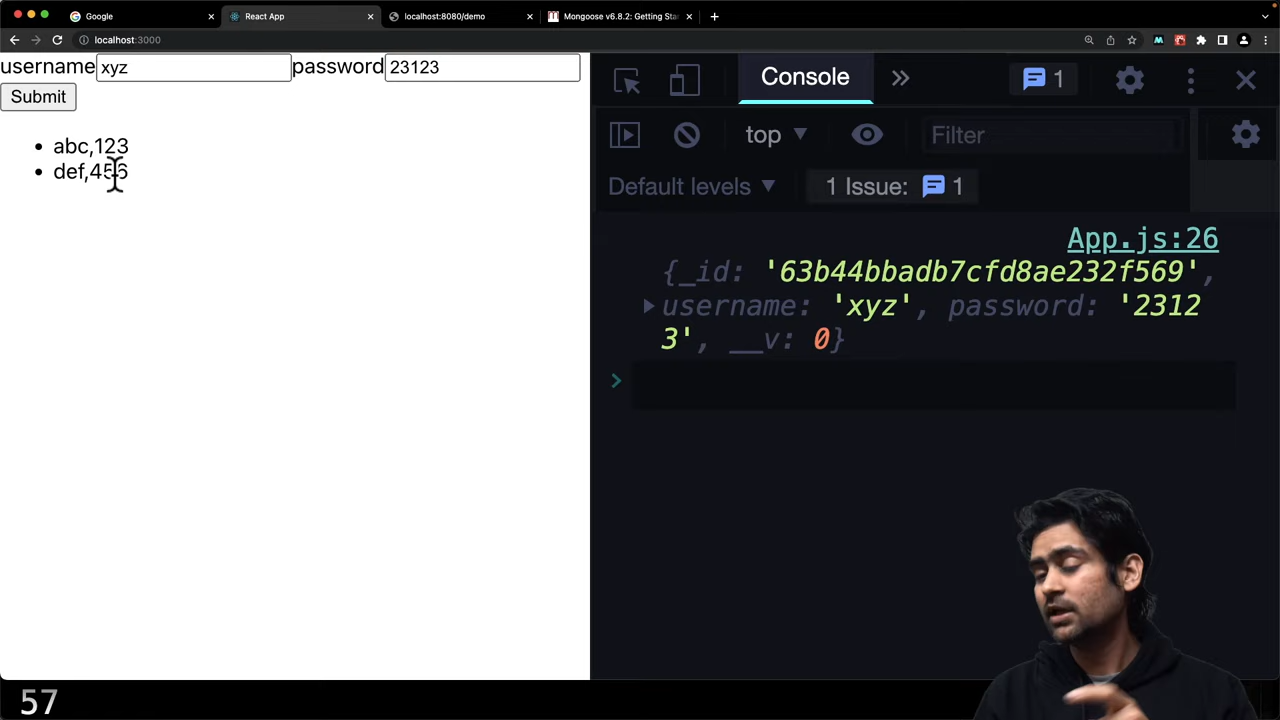 Google
React App
localhost:8080/demo
Mongoose v6.8.2: Getting Sta
localhost:3000
username xyz password 23123
Submit
abc,123
def,456
Console
1
top
Filter
Default levels
1 Issue: 1
App.js:26
{_id: '63b44bbadb7cfd8ae232f569',
username: 'xyz', password: '2312
3', __v: 0}
57